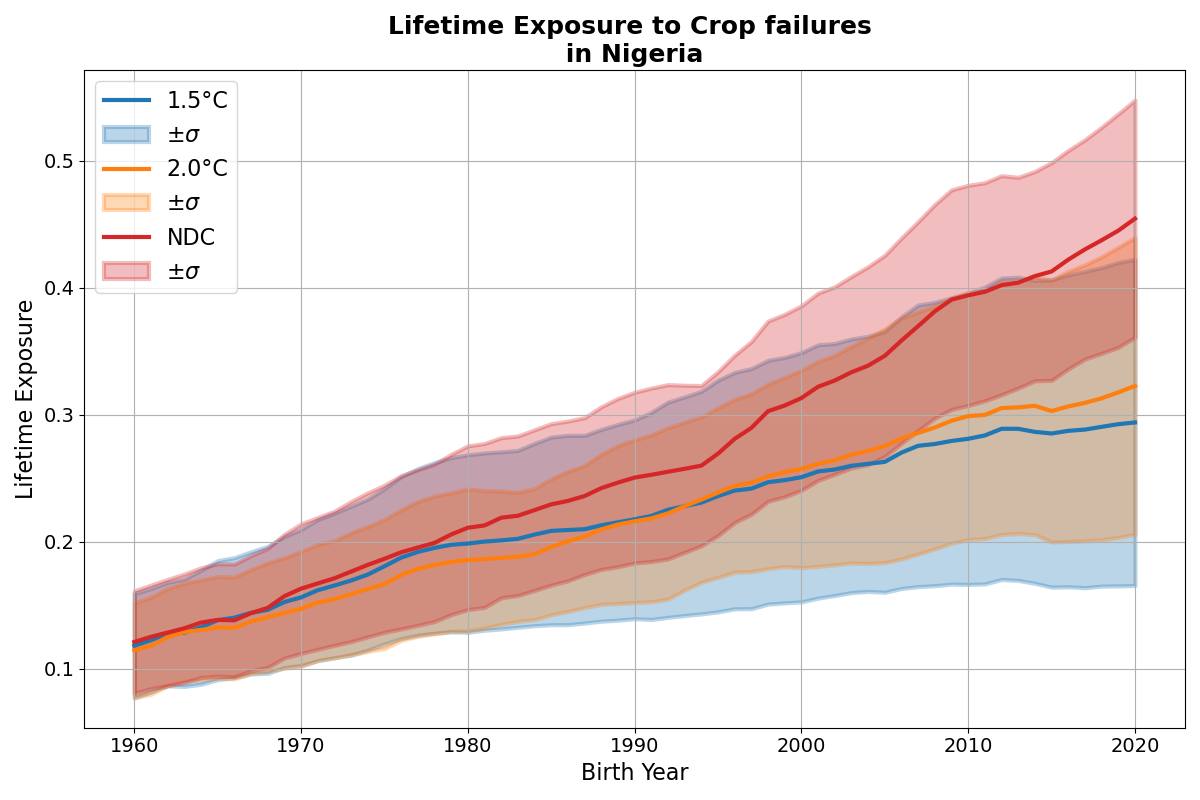 Lifetime Exposure to Crop failures
in Nigeria
1.5°C
±σ
2.0°C
±σ
NDC
±σ
Lifetime Exposure
0.5
0.4
0.3
0.2
0.1
1960 1970 1980 1990 2000 2010 2020
Birth Year